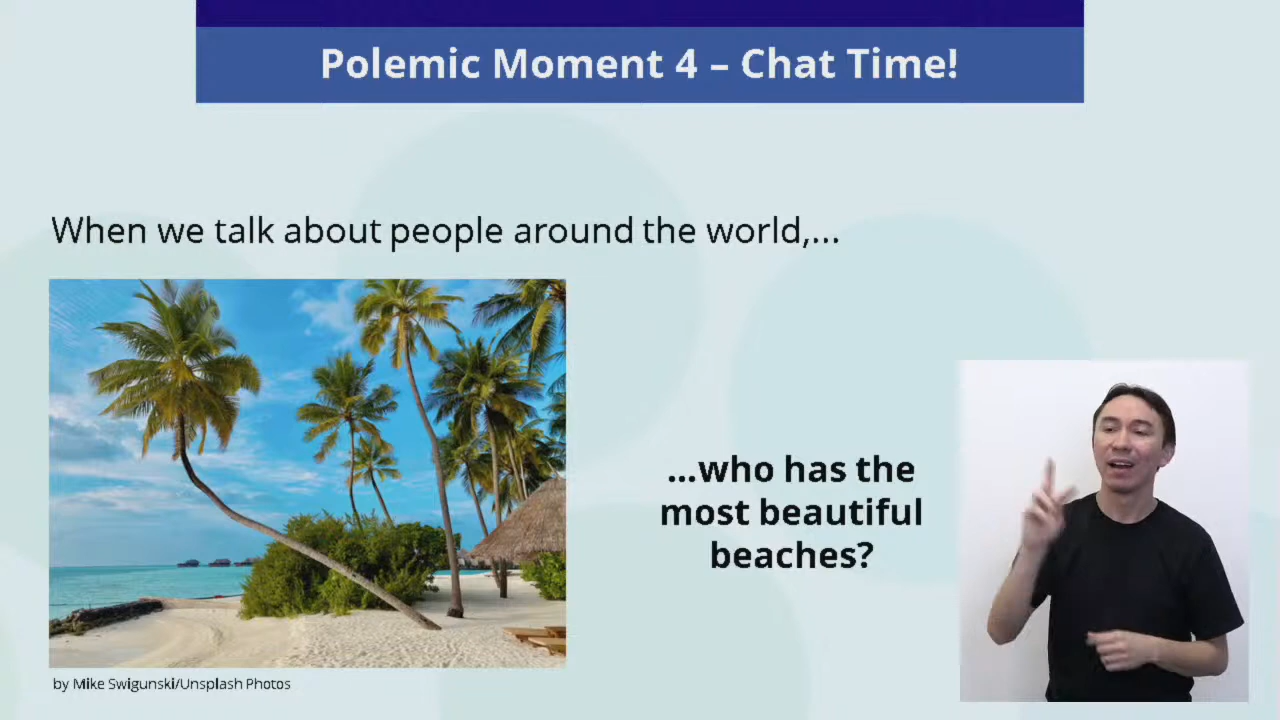 Polemic Moment 4 – Chat Time!
When we talk about people around the world,...
...who has the
most beautiful
beaches?
by Mike Swigunski/Unsplash Photos